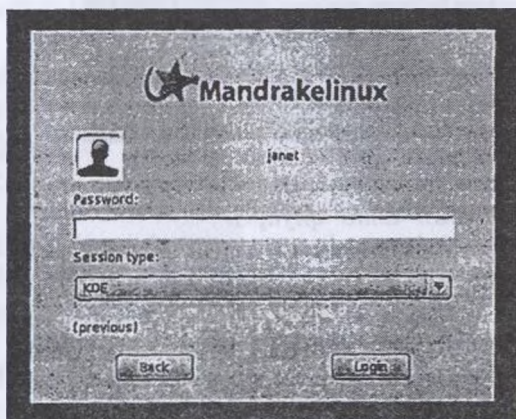 Mandrakelinux
janet
Password:
Session type:
KDE
(previous)
Back
Login